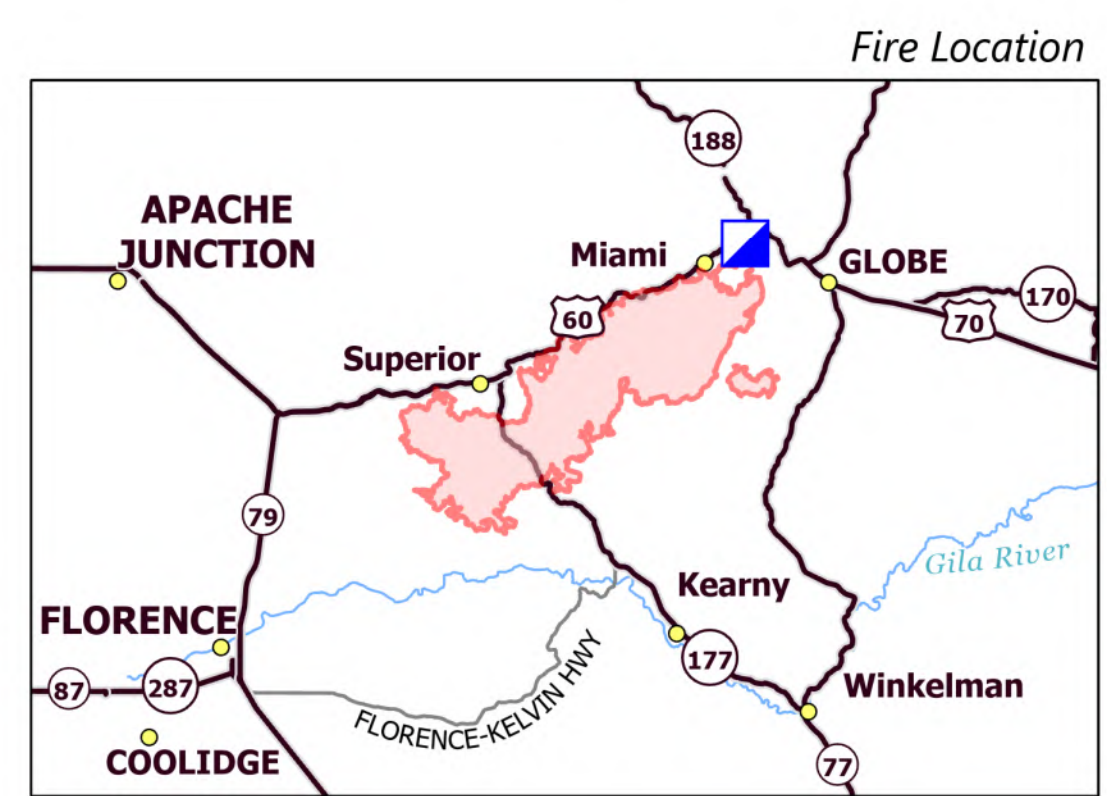 Fire Location
188
APACHE
JUNCTION
Miami
GLOBE
170
60
70
Superior
79
Gila River
Kearny
FLORENCE
177
87
287
FLORENCE-KELVIN HWY
Winkelman
COOLIDGE
77